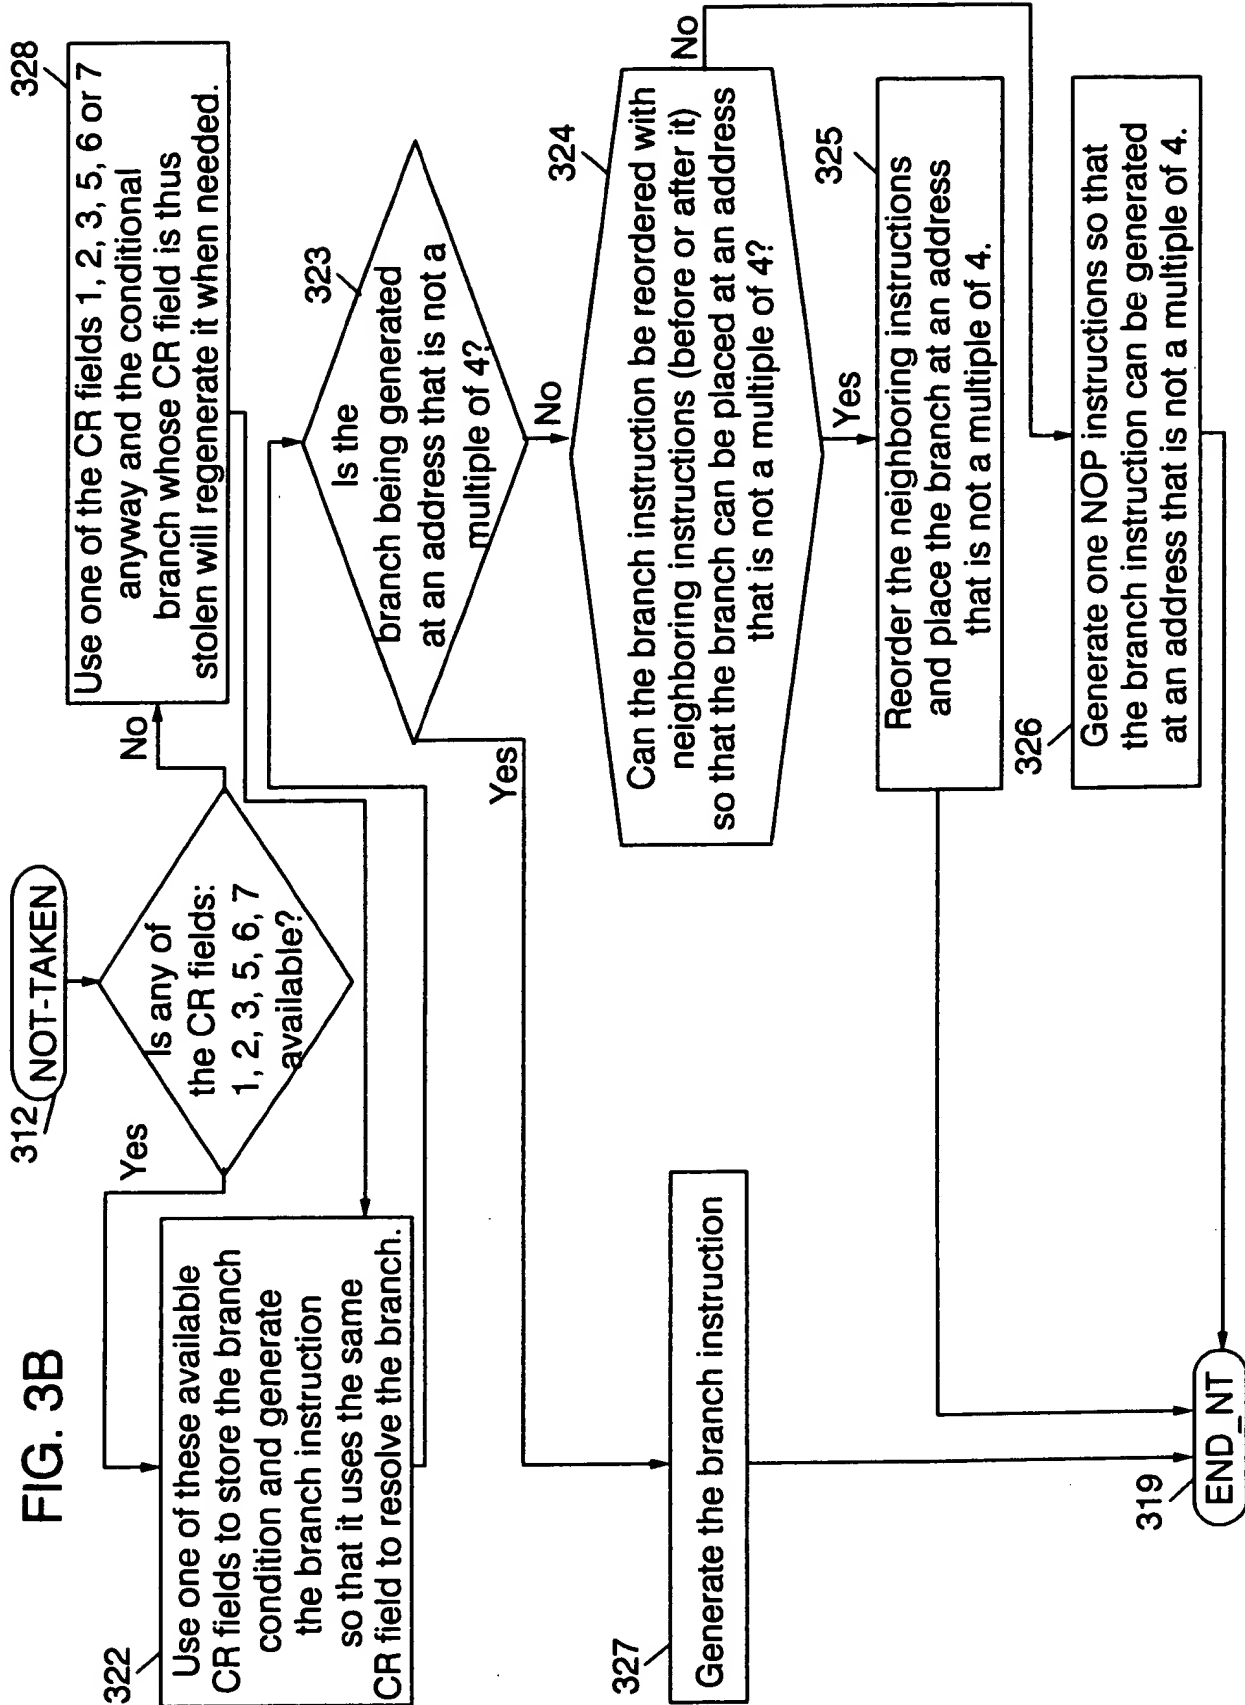 FIG. 3B
312
NOT-TAKEN
Is any of
the CR fields:
1, 2, 3, 5, 6, 7
available?
Yes
No
328
Use one of the CR fields 1, 2, 3, 5, 6 or 7
anyway and the conditional
branch whose CR field is thus
stolen will regenerate it when needed.
322
Use one of these available
CR fields to store the branch
condition and generate
the branch instruction
so that it uses the same
CR field to resolve the branch.
323
Is the
branch being generated
at an address that is not a
multiple of 4?
Yes
No
324
Can the branch instruction be reordered with
neighboring instructions (before or after it)
so that the branch can be placed at an address
that is not a multiple of 4?
No
Yes
327
Generate the branch instruction
325
Reorder the neighboring instructions
and place the branch at an address
that is not a multiple of 4.
326
Generate one NOP instructions so that
the branch instruction can be generated
at an address that is not a multiple of 4.
319
END_NT